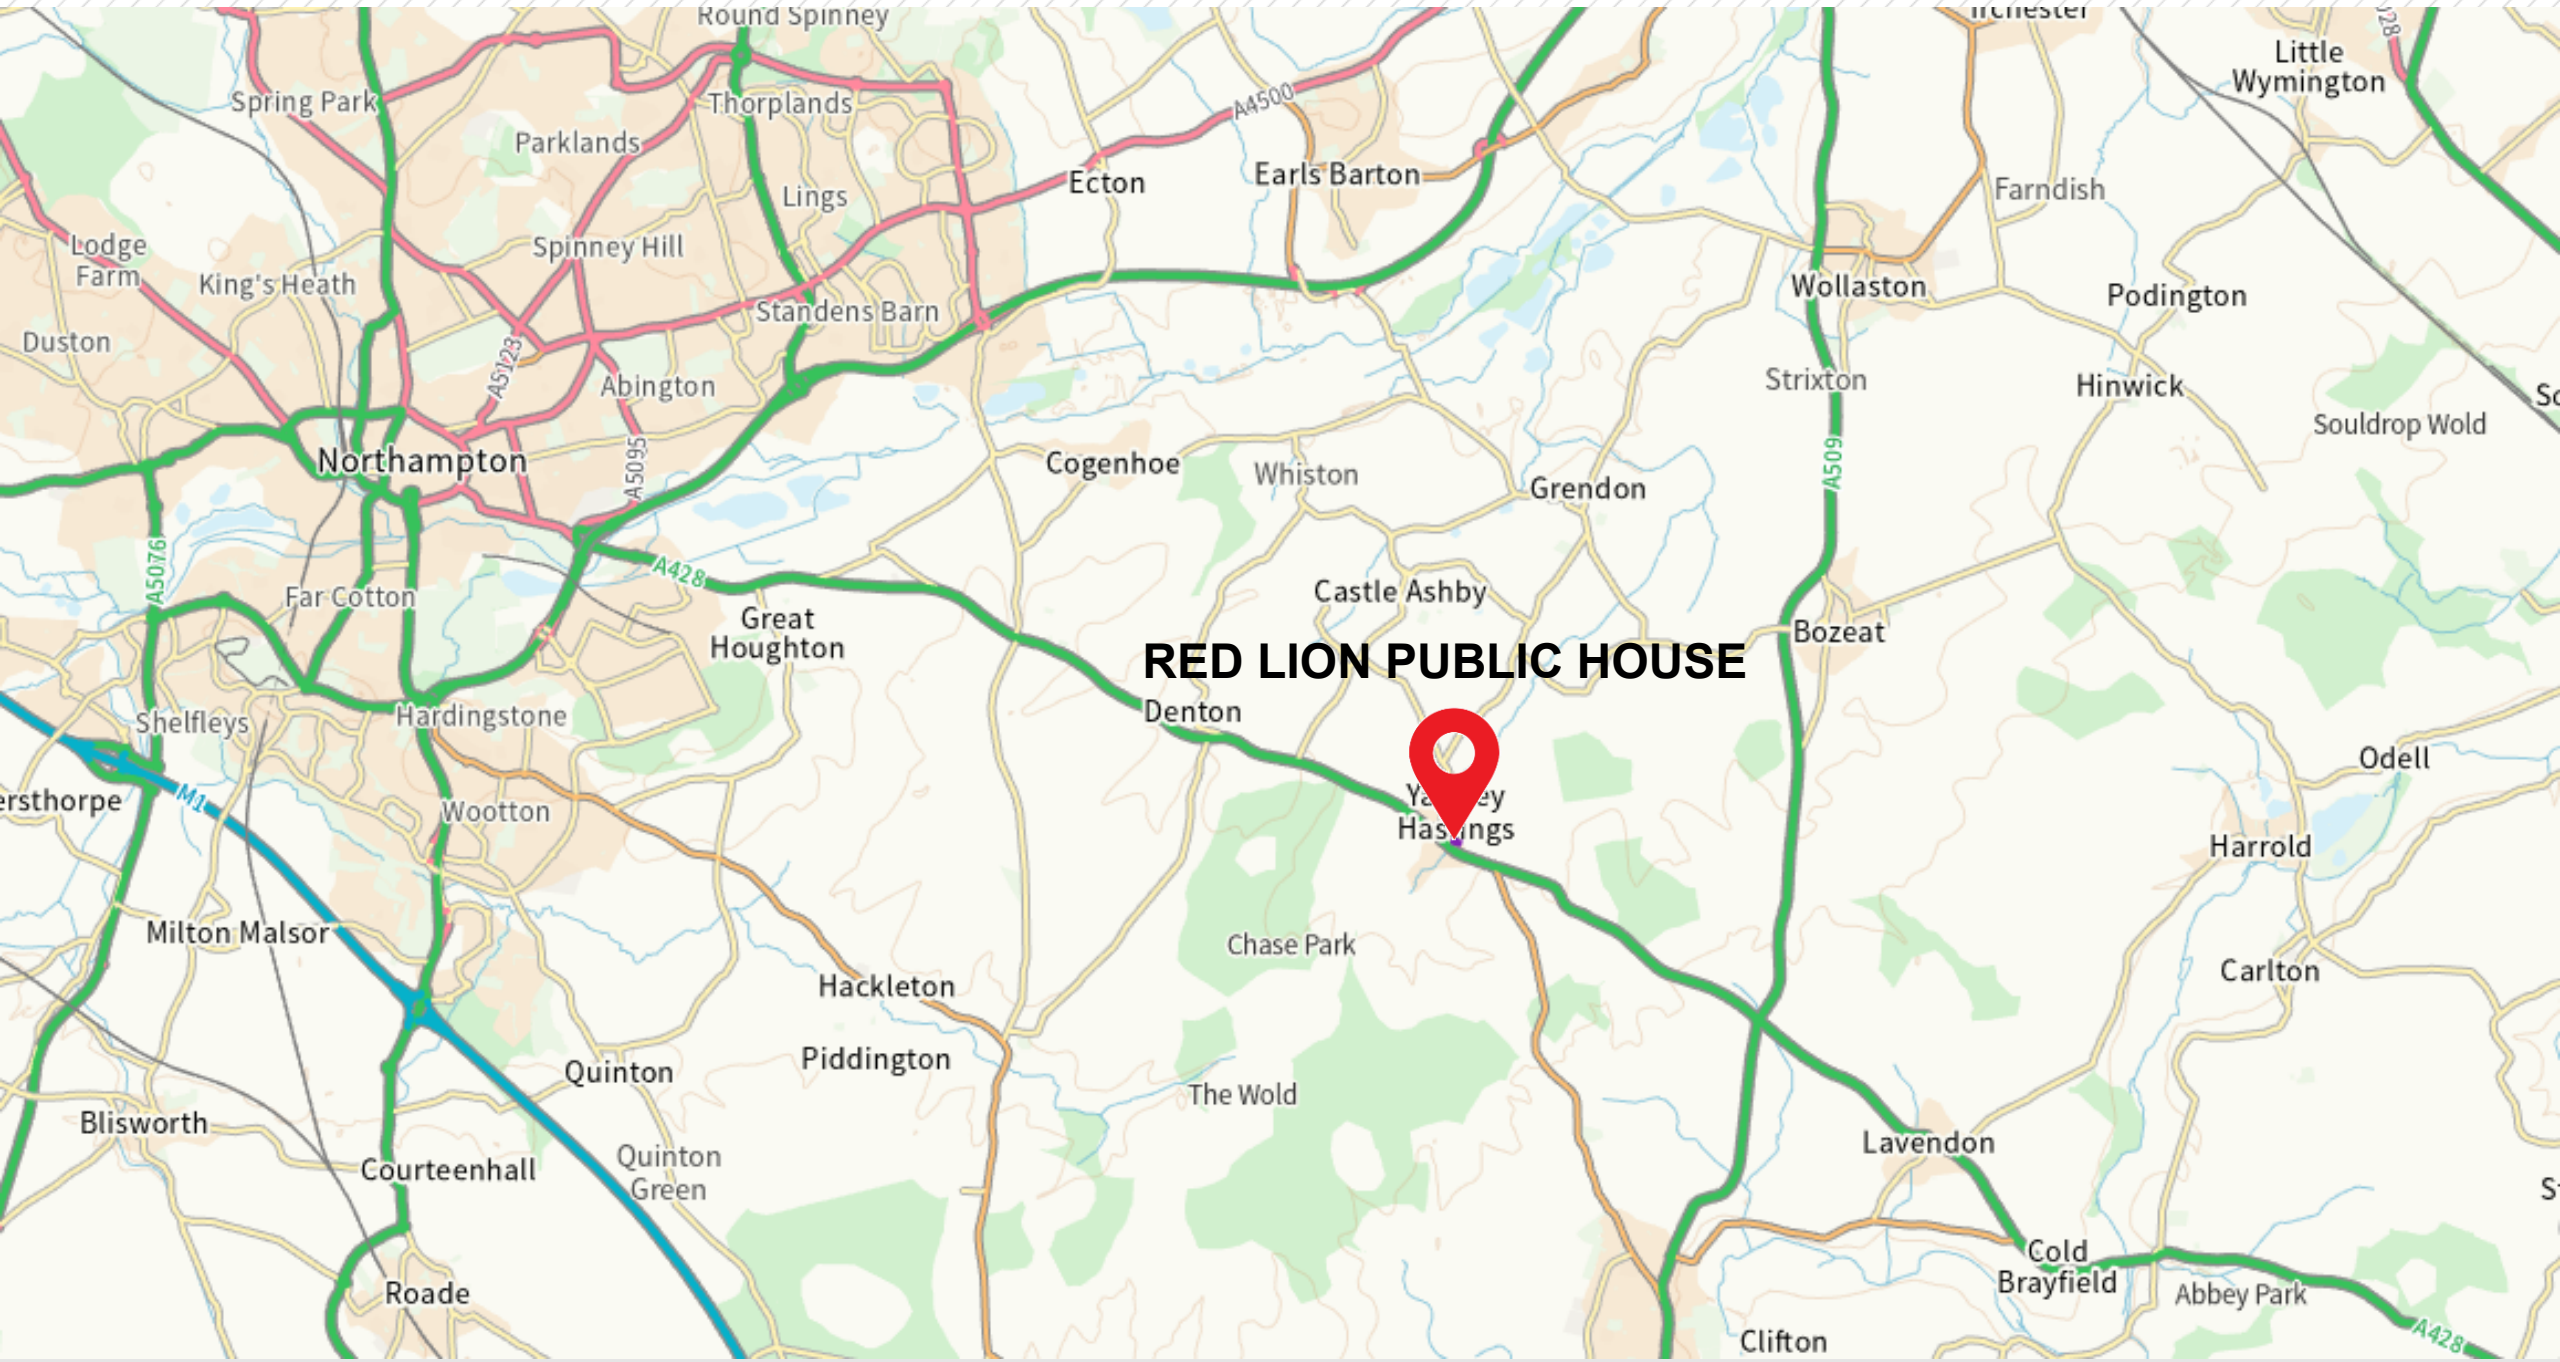 Round Spinney
Little
Wymington
Spring Park
Thorplands
A4500
Parklands
Earls Barton
Ecton
Lings
Farndish
Lodge
Farm
Spinney Hill
King's Heath
Wollaston
Podington
Standens Barn
Duston
A5123
Abington
Strixton
Hinwick
Souldrop Wold
Northampton
A5095
Cogenhoe
Whiston
Grendon
A509
A5076
A428
Far Cotton
Castle Ashby
Great
Houghton
Bozeat
RED LION PUBLIC HOUSE
Denton
Hardingstone
Shelfleys
Odell
M1
ersthorpe
Wootton
Harrold
Milton Malsor
Chase Park
Carlton
Hackleton
Piddington
Quinton
The Wold
Blisworth
Lavendon
Courteenhall
Quinton
Green
Cold
Brayfield
Abbey Park
Roade
Clifton
A428